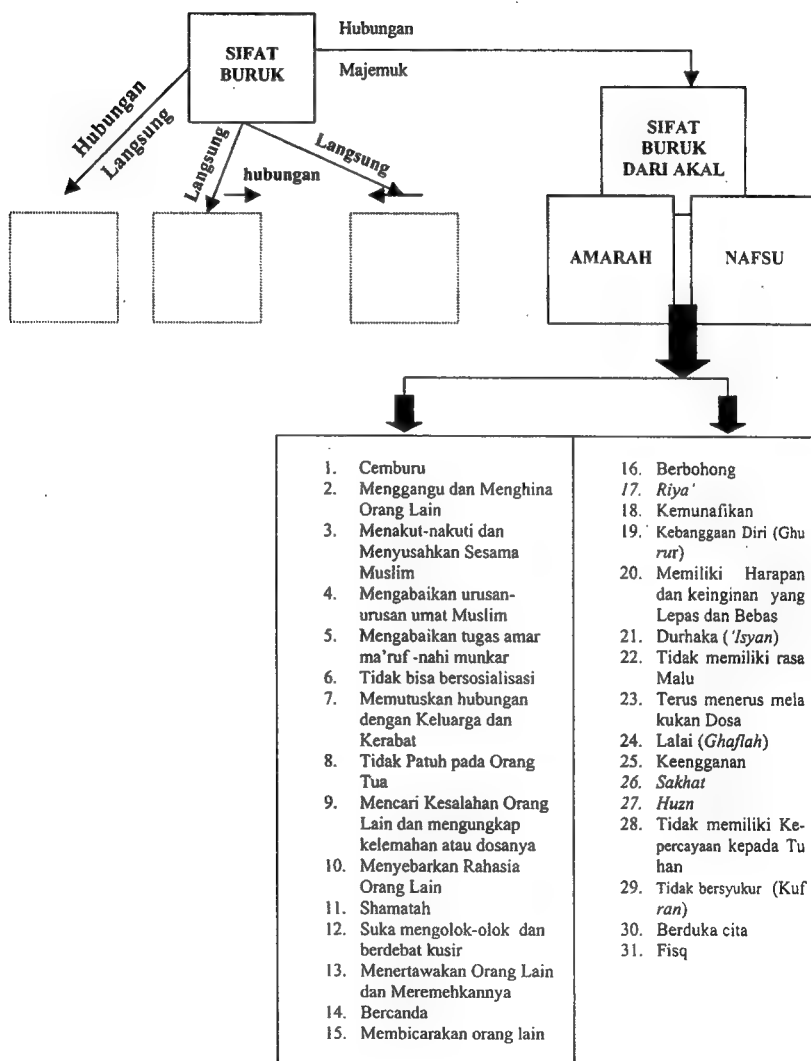 Hubungan
SIFAT
BURUK
Majemuk
Hubungan
Langsung
Langsung
hubungan
Langsung
SIFAT
BURUK
DARI AKAL
AMARAH
NAFSU
1. Cemburu
2. Menggangu dan Menghina
Orang Lain
3. Menakut-nakuti dan
Menyusahkan Sesama
Muslim
4. Mengabaikan urusan-
urusan umat Muslim
5. Mengabaikan tugas amar
ma'ruf -nahi munkar
6. Tidak bisa bersosialisasi
7. Memutuskan hubungan
dengan Keluarga dan
Kerabat
8. Tidak Patuh pada Orang
Tua
9. Mencari Kesalahan Orang
Lain dan mengungkap
kelemahan atau dosanya
10. Menyebarkan Rahasia
Orang Lain
11. Shamatah
12. Suka mengolok-olok dan
berdebat kusir
13. Menertawakan Orang Lain
dan Meremehkannya
14. Bercanda
15. Membicarakan orang lain
16. Berbohong
17. Riya'
18. Kemunafikan
19. Kebanggaan Diri (Ghu
rur)
20. Memiliki Harapan
dan keinginan yang
Lepas dan Bebas
21. Durhaka ('Isyan)
22. Tidak memiliki rasa
Malu
23. Terus menerus mela
kukan Dosa
24. Lalai (Ghaflah)
25. Keengganan
26. Sakhat
27. Huzn
28. Tidak memiliki Ke-
percayaan kepada Tu
han
29. Tidak bersyukur (Kuf
ran)
30. Berduka cita
31. Fisq